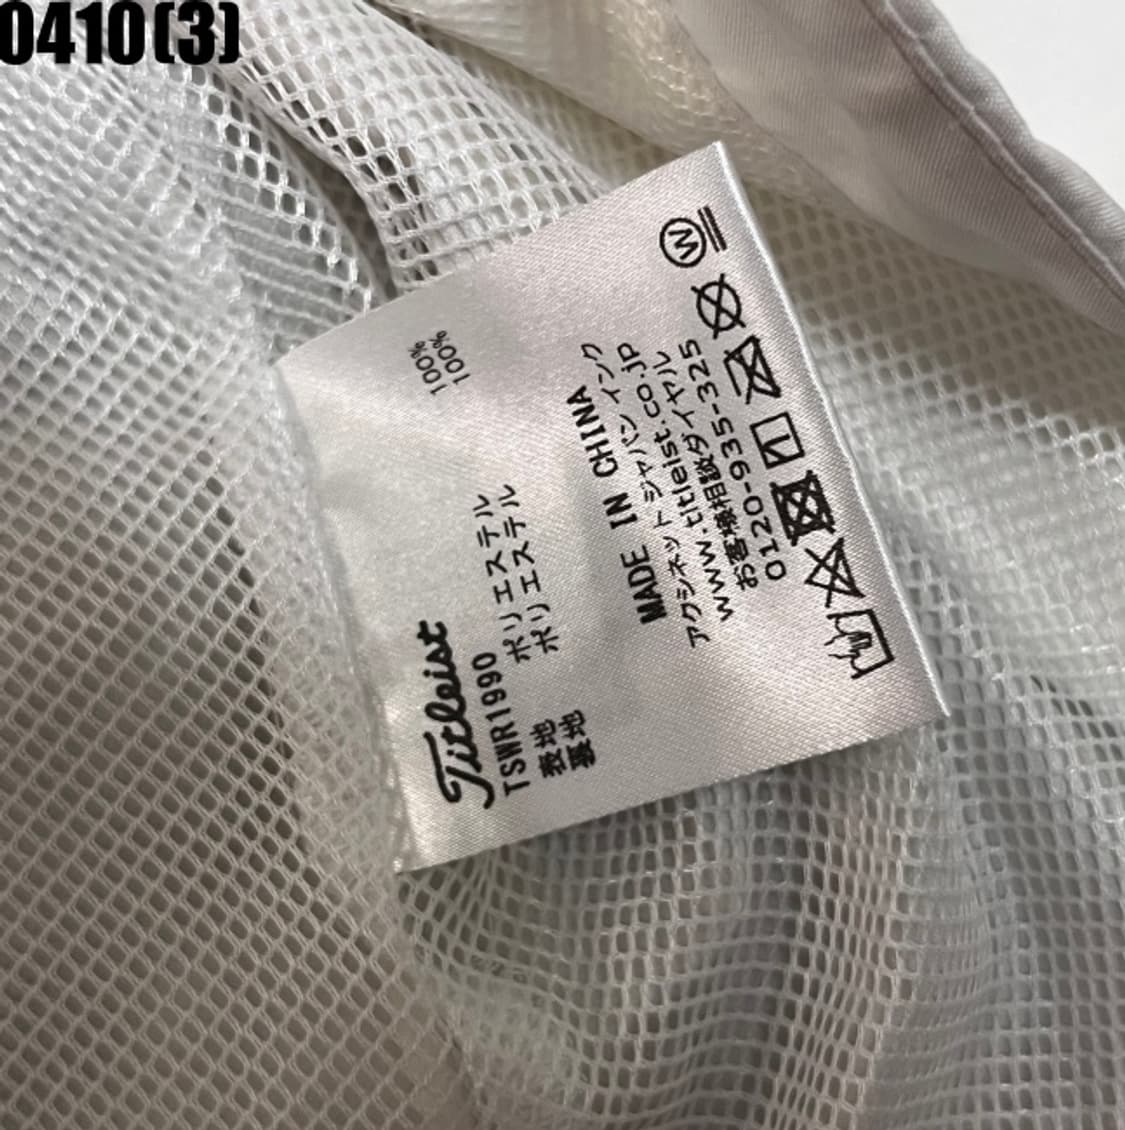 0410(3)
Titleist
TSWR1990
表地 ポリエステル 100%
裏地 ポリエステル 100%
MADE IN CHINA
アクシネット ジャパン インク
www.titleist.co.jp
お客様相談ダイヤル
0120-935-325
W